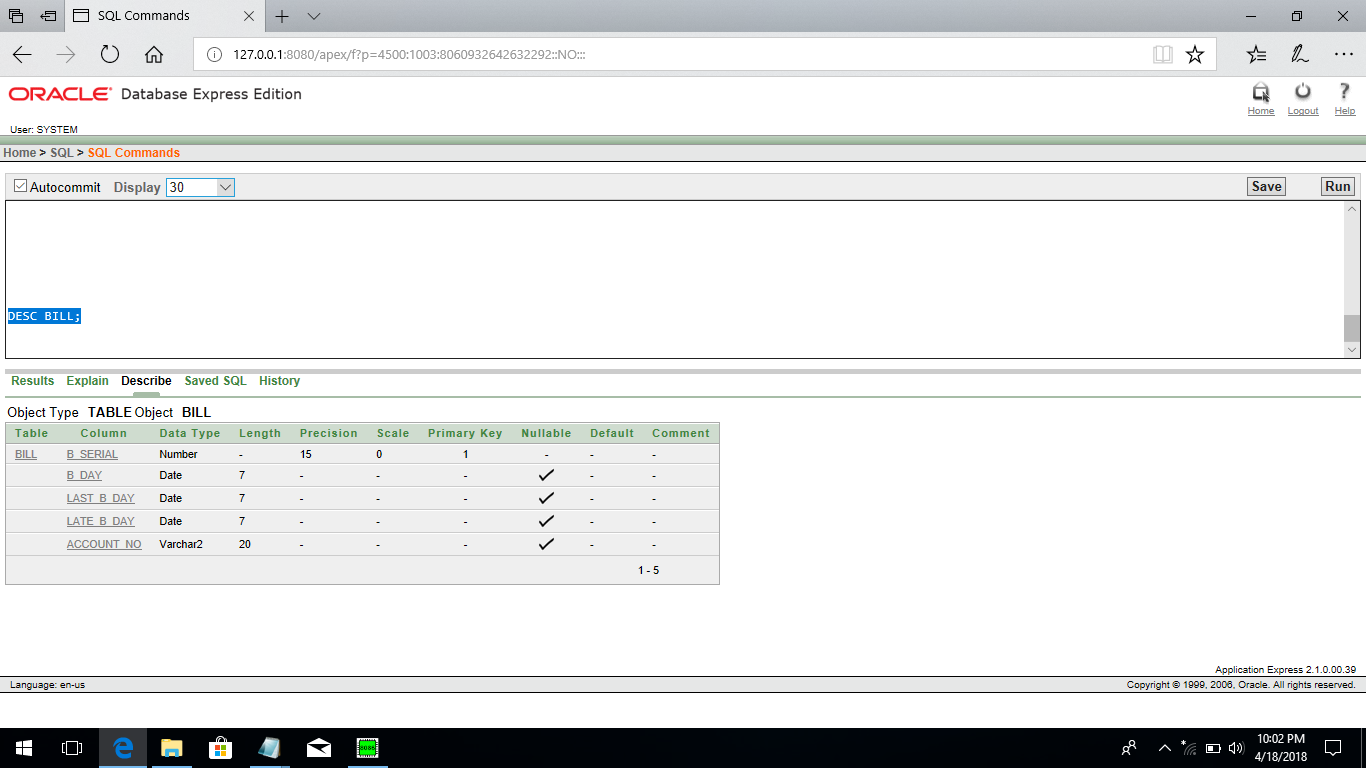 SQL Commands
127.0.0.1:8080/apex/f?p=4500:1003:8060932642632292::NO:::
ORACLE Database Express Edition
Home Logout Help
User: SYSTEM
Home > SQL > SQL Commands
Autocommit Display 30 Save Run
DESC BILL;
Results Explain Describe Saved SQL History
Object Type TABLE Object BILL
Table Column Data Type Length Precision Scale Primary Key Nullable Default Comment
BILL B_SERIAL Number - 15 0 1 - - -
B_DAY Date 7 - - - - -
LAST_B_DAY Date 7 - - - - -
LATE_B_DAY Date 7 - - - - -
ACCOUNT_NO Varchar2 20 - - - - -
1 - 5
Application Express 2.1.0.00.39
Language: en-us Copyright © 1999, 2006, Oracle. All rights reserved.
8086
10:02 PM
4/18/2018